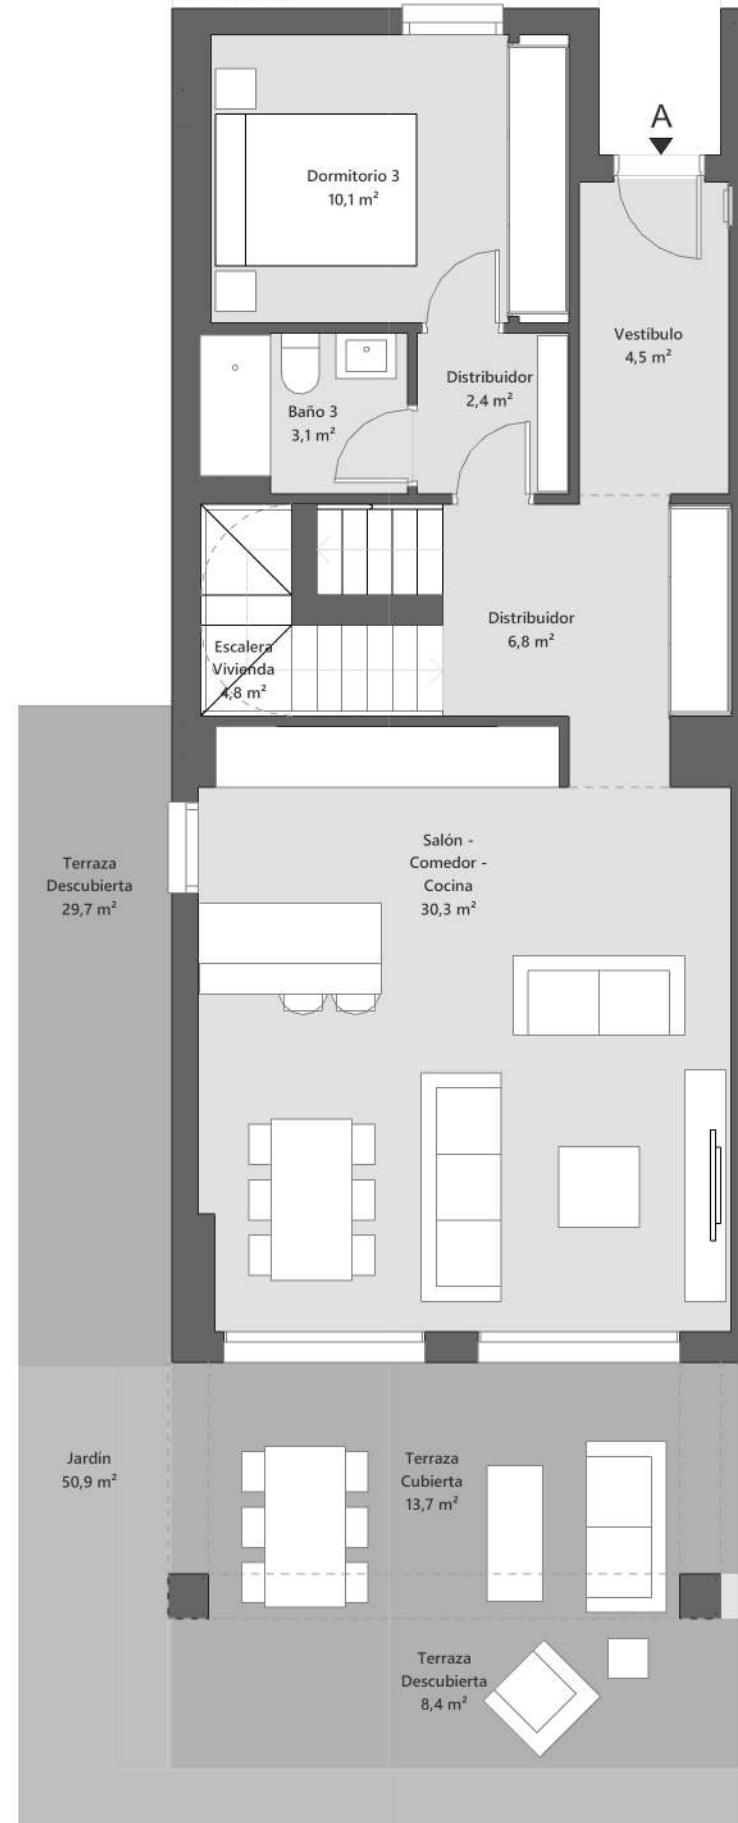 A
Dormitorio 3
10,1 m²
Vestíbulo
4,5 m²
Distribuidor
2,4 m²
Baño 3
3,1 m²
Distribuidor
6,8 m²
Escalera
Vivienda
4,8 m²
Salón -
Comedor -
Cocina
30,3 m²
Terraza
Descubierta
29,7 m²
Jardín
50,9 m²
Terraza
Cubierta
13,7 m²
Terraza
Descubierta
8,4 m²